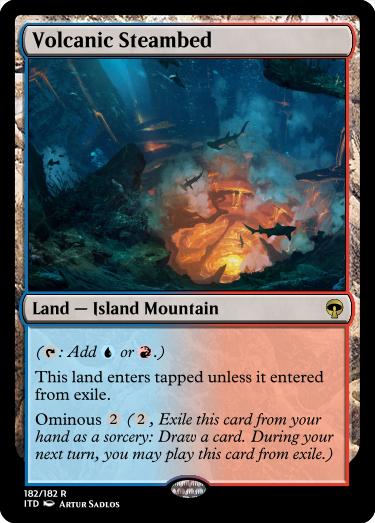 Volcanic Steambed
Land — Island Mountain
(: Add or .)
This land enters tapped unless it entered
from exile.
Ominous 2 (2, Exile this card from your
hand as a sorcery: Draw a card. During your
next turn, you may play this card from exile.)
182/182 R
ITD ARTUR SADLOS